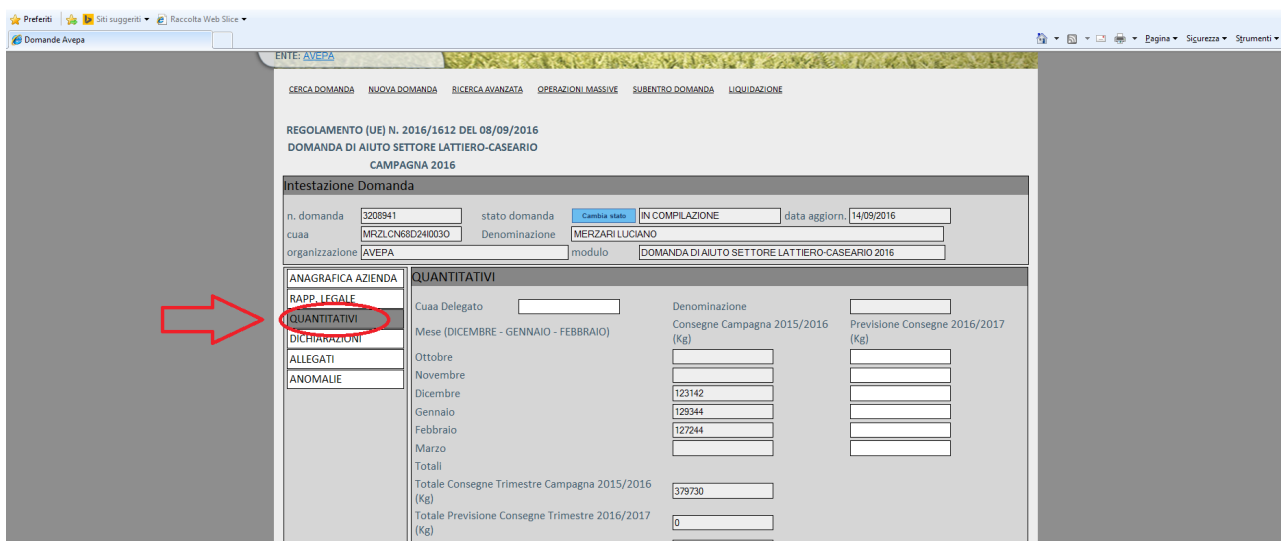 Preferiti Siti suggeriti Raccolta Web Slice
Domande Avepa Pagina Sicurezza Strumenti
ENTE: AVEPA
CERCA DOMANDA NUOVA DOMANDA RICERCA AVANZATA OPERAZIONI MASSIVE SUBENTRO DOMANDA LIQUIDAZIONE
REGOLAMENTO (UE) N. 2016/1612 DEL 08/09/2016
DOMANDA DI AIUTO SETTORE LATTIERO-CASEARIO
CAMPAGNA 2016
Intestazione Domanda
n. domanda 3208941 stato domanda Cambia stato IN COMPILAZIONE data aggiorn. 14/09/2016
cuaa MRZLCN68D24I003O Denominazione MERZARI LUCIANO
organizzazione AVEPA modulo DOMANDA DI AIUTO SETTORE LATTIERO-CASEARIO 2016
ANAGRAFICA AZIENDA
RAPP. LEGALE
QUANTITATIVI
DICHIARAZIONI
ALLEGATI
ANOMALIE
QUANTITATIVI
Cuaa Delegato Denominazione
Mese (DICEMBRE - GENNAIO - FEBBRAIO) Consegne Campagna 2015/2016 (Kg) Previsione Consegne 2016/2017 (Kg)
Ottobre
Novembre
Dicembre 123142
Gennaio 129344
Febbraio 127244
Marzo
Totali
Totale Consegne Trimestre Campagna 2015/2016 (Kg) 379730
Totale Previsione Consegne Trimestre 2016/2017 (Kg) 0